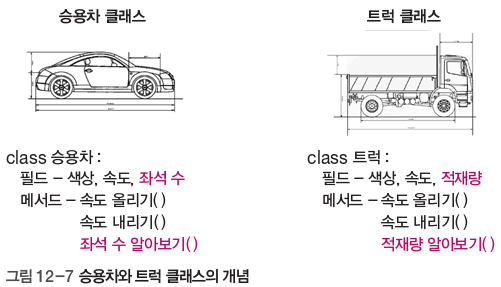 승용차 클래스
트럭 클래스
class 승용차 :
필드 – 색상, 속도, 좌석 수
메서드 – 속도 올리기( )
속도 내리기( )
좌석 수 알아보기( )
class 트럭 :
필드 – 색상, 속도, 적재량
메서드 – 속도 올리기( )
속도 내리기( )
적재량 알아보기( )
그림 12-7 승용차와 트럭 클래스의 개념